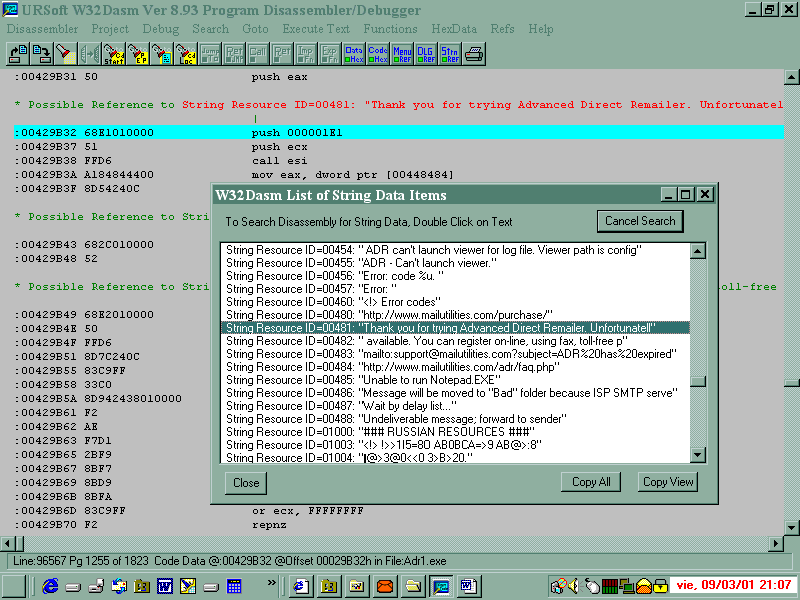 URSoft W32Dasm Ver 8.93 Program Disassembler/Debugger
Disassembler Project Debug Search Goto Execute Text Functions HexData Refs Help
:00429B31 50 push eax
* Possible Reference to String Resource ID=00481: "Thank you for trying Advanced Direct Remailer. Unfortunatel
|
:00429B32 68E1010000 push 000001E1
:00429B37 51 push ecx
:00429B38 FFD6 call esi
:00429B3A A184844400 mov eax, dword ptr [00448484]
:00429B3F 8D54240C
* Possible Reference to Stri
:00429B43 682C010000
:00429B48 52
* Possible Reference to Stri
oll-free
:00429B49 68E2010000
:00429B4E 50
:00429B4F FFD6
:00429B51 8D7C240C
:00429B55 83C9FF
:00429B58 33C0
:00429B5A 8D942438010000
:00429B61 F2
:00429B62 AE
:00429B63 F7D1
:00429B65 2BF9
:00429B67 8BF7
:00429B69 8BD9
:00429B6B 8BFA
:00429B6D 83C9FF or ecx, FFFFFFFF
:00429B70 F2 repnz
W32Dasm List of String Data Items
To Search Disassembly for String Data, Double Click on Text
Cancel Search
String Resource ID=00454: " ADR can't launch viewer for log file. Viewer path is config"
String Resource ID=00455: "ADR - Can't launch viewer."
String Resource ID=00456: "Error: code %u. "
String Resource ID=00457: "Error: "
String Resource ID=00460: "<!> Error codes"
String Resource ID=00480: "http://www.mailutilities.com/purchase/"
String Resource ID=00481: "Thank you for trying Advanced Direct Remailer. Unfortunatell"
String Resource ID=00482: " available. You can register on-line, using fax, toll-free p"
String Resource ID=00483: "mailto:support@mailutilities.com?subject=ADR%20has%20expired"
String Resource ID=00484: "http://www.mailutilities.com/adr/faq.php"
String Resource ID=00485: "Unable to run Notepad.EXE"
String Resource ID=00486: "Message will be moved to "Bad" folder because ISP SMTP serve"
String Resource ID=00487: "Wait by delay list..."
String Resource ID=00488: "Undeliverable message; forward to sender"
String Resource ID=01000: "### RUSSIAN RESOURCES ###"
String Resource ID=01003: "<!> !>>1I5=8O AB0BCA=>9 AB@>:8"
String Resource ID=01004: "@>3@0<<0 3>B>20."
Close
Copy All
Copy View
Line:96567 Pg 1255 of 1823 Code Data @:00429B32 @Offset 00029B32h in File:Adr1.exe
vie, 09/03/01 21:07